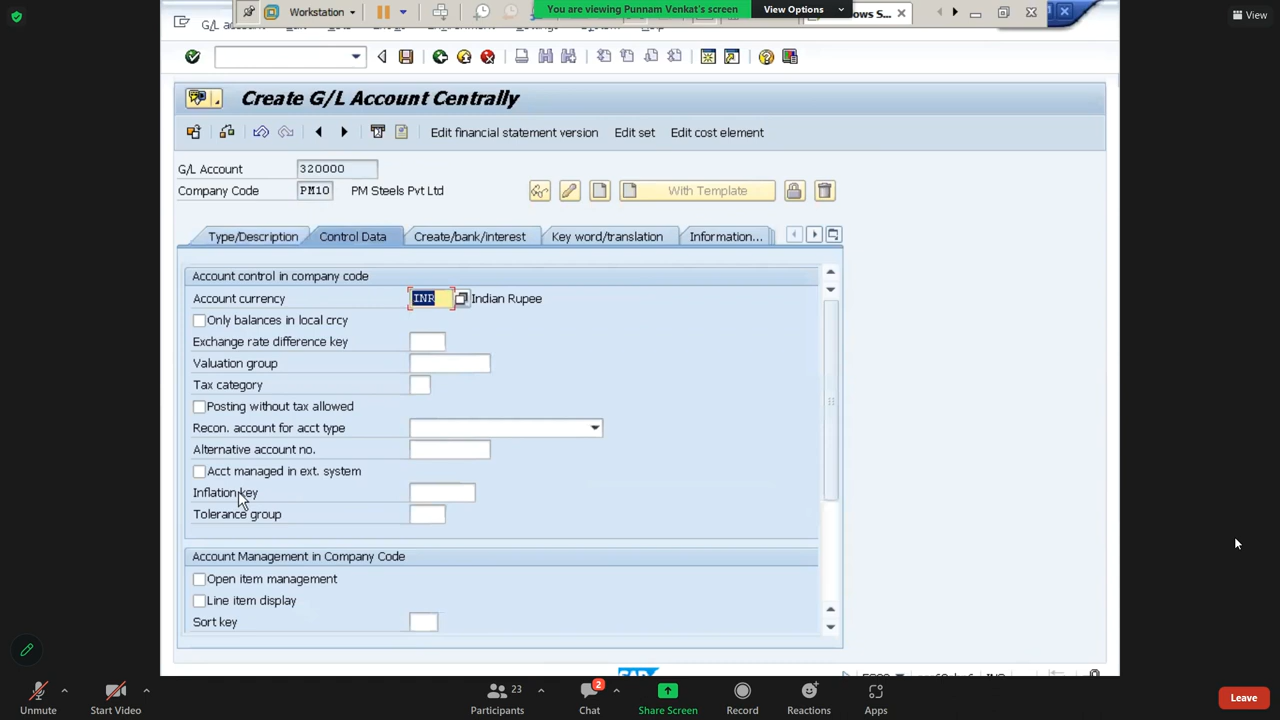 Workstation
You are viewing Punnam Venkat's screen
View Options
View
G/L
Create G/L Account Centrally
Edit financial statement version
Edit set
Edit cost element
G/L Account
320000
Company Code
PM10
PM Steels Pvt Ltd
With Template
Type/Description
Control Data
Create/bank/interest
Key word/translation
Information...
Account control in company code
Account currency
INR
Indian Rupee
Only balances in local crcy
Exchange rate difference key
Valuation group
Tax category
Posting without tax allowed
Recon. account for acct type
Alternative account no.
Acct managed in ext. system
Inflation key
Tolerance group
Account Management in Company Code
Open item management
Line item display
Sort key
SAP
Unmute
Start Video
23
Participants
2
Chat
Share Screen
Record
Reactions
Apps
Leave